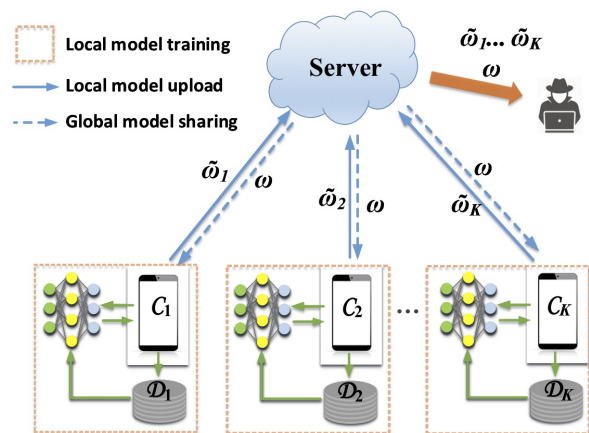 Local model training
Local model upload
Global model sharing
Server
ω̃1... ω̃K
ω
ω̃1
ω
ω̃2
ω
ω
ω̃K
C1
C2
...
CK
D1
D2
DK